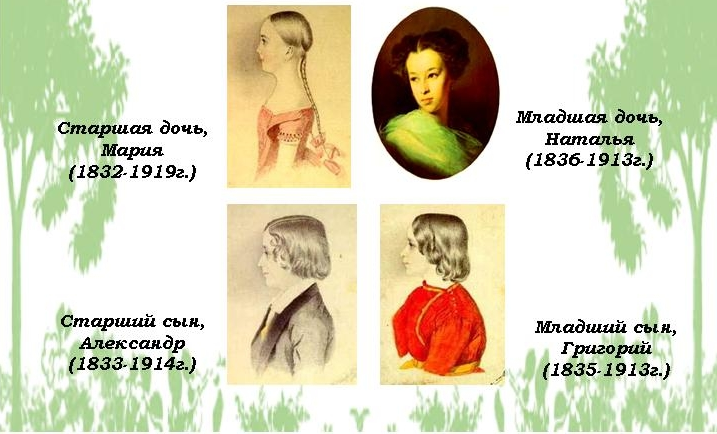 Старшая дочь,
Мария
(1832-1919г.)
Младшая дочь,
Наталья
(1836-1913г.)
Старший сын,
Александр
(1833-1914г.)
Младший сын,
Григорий
(1835-1913г.)